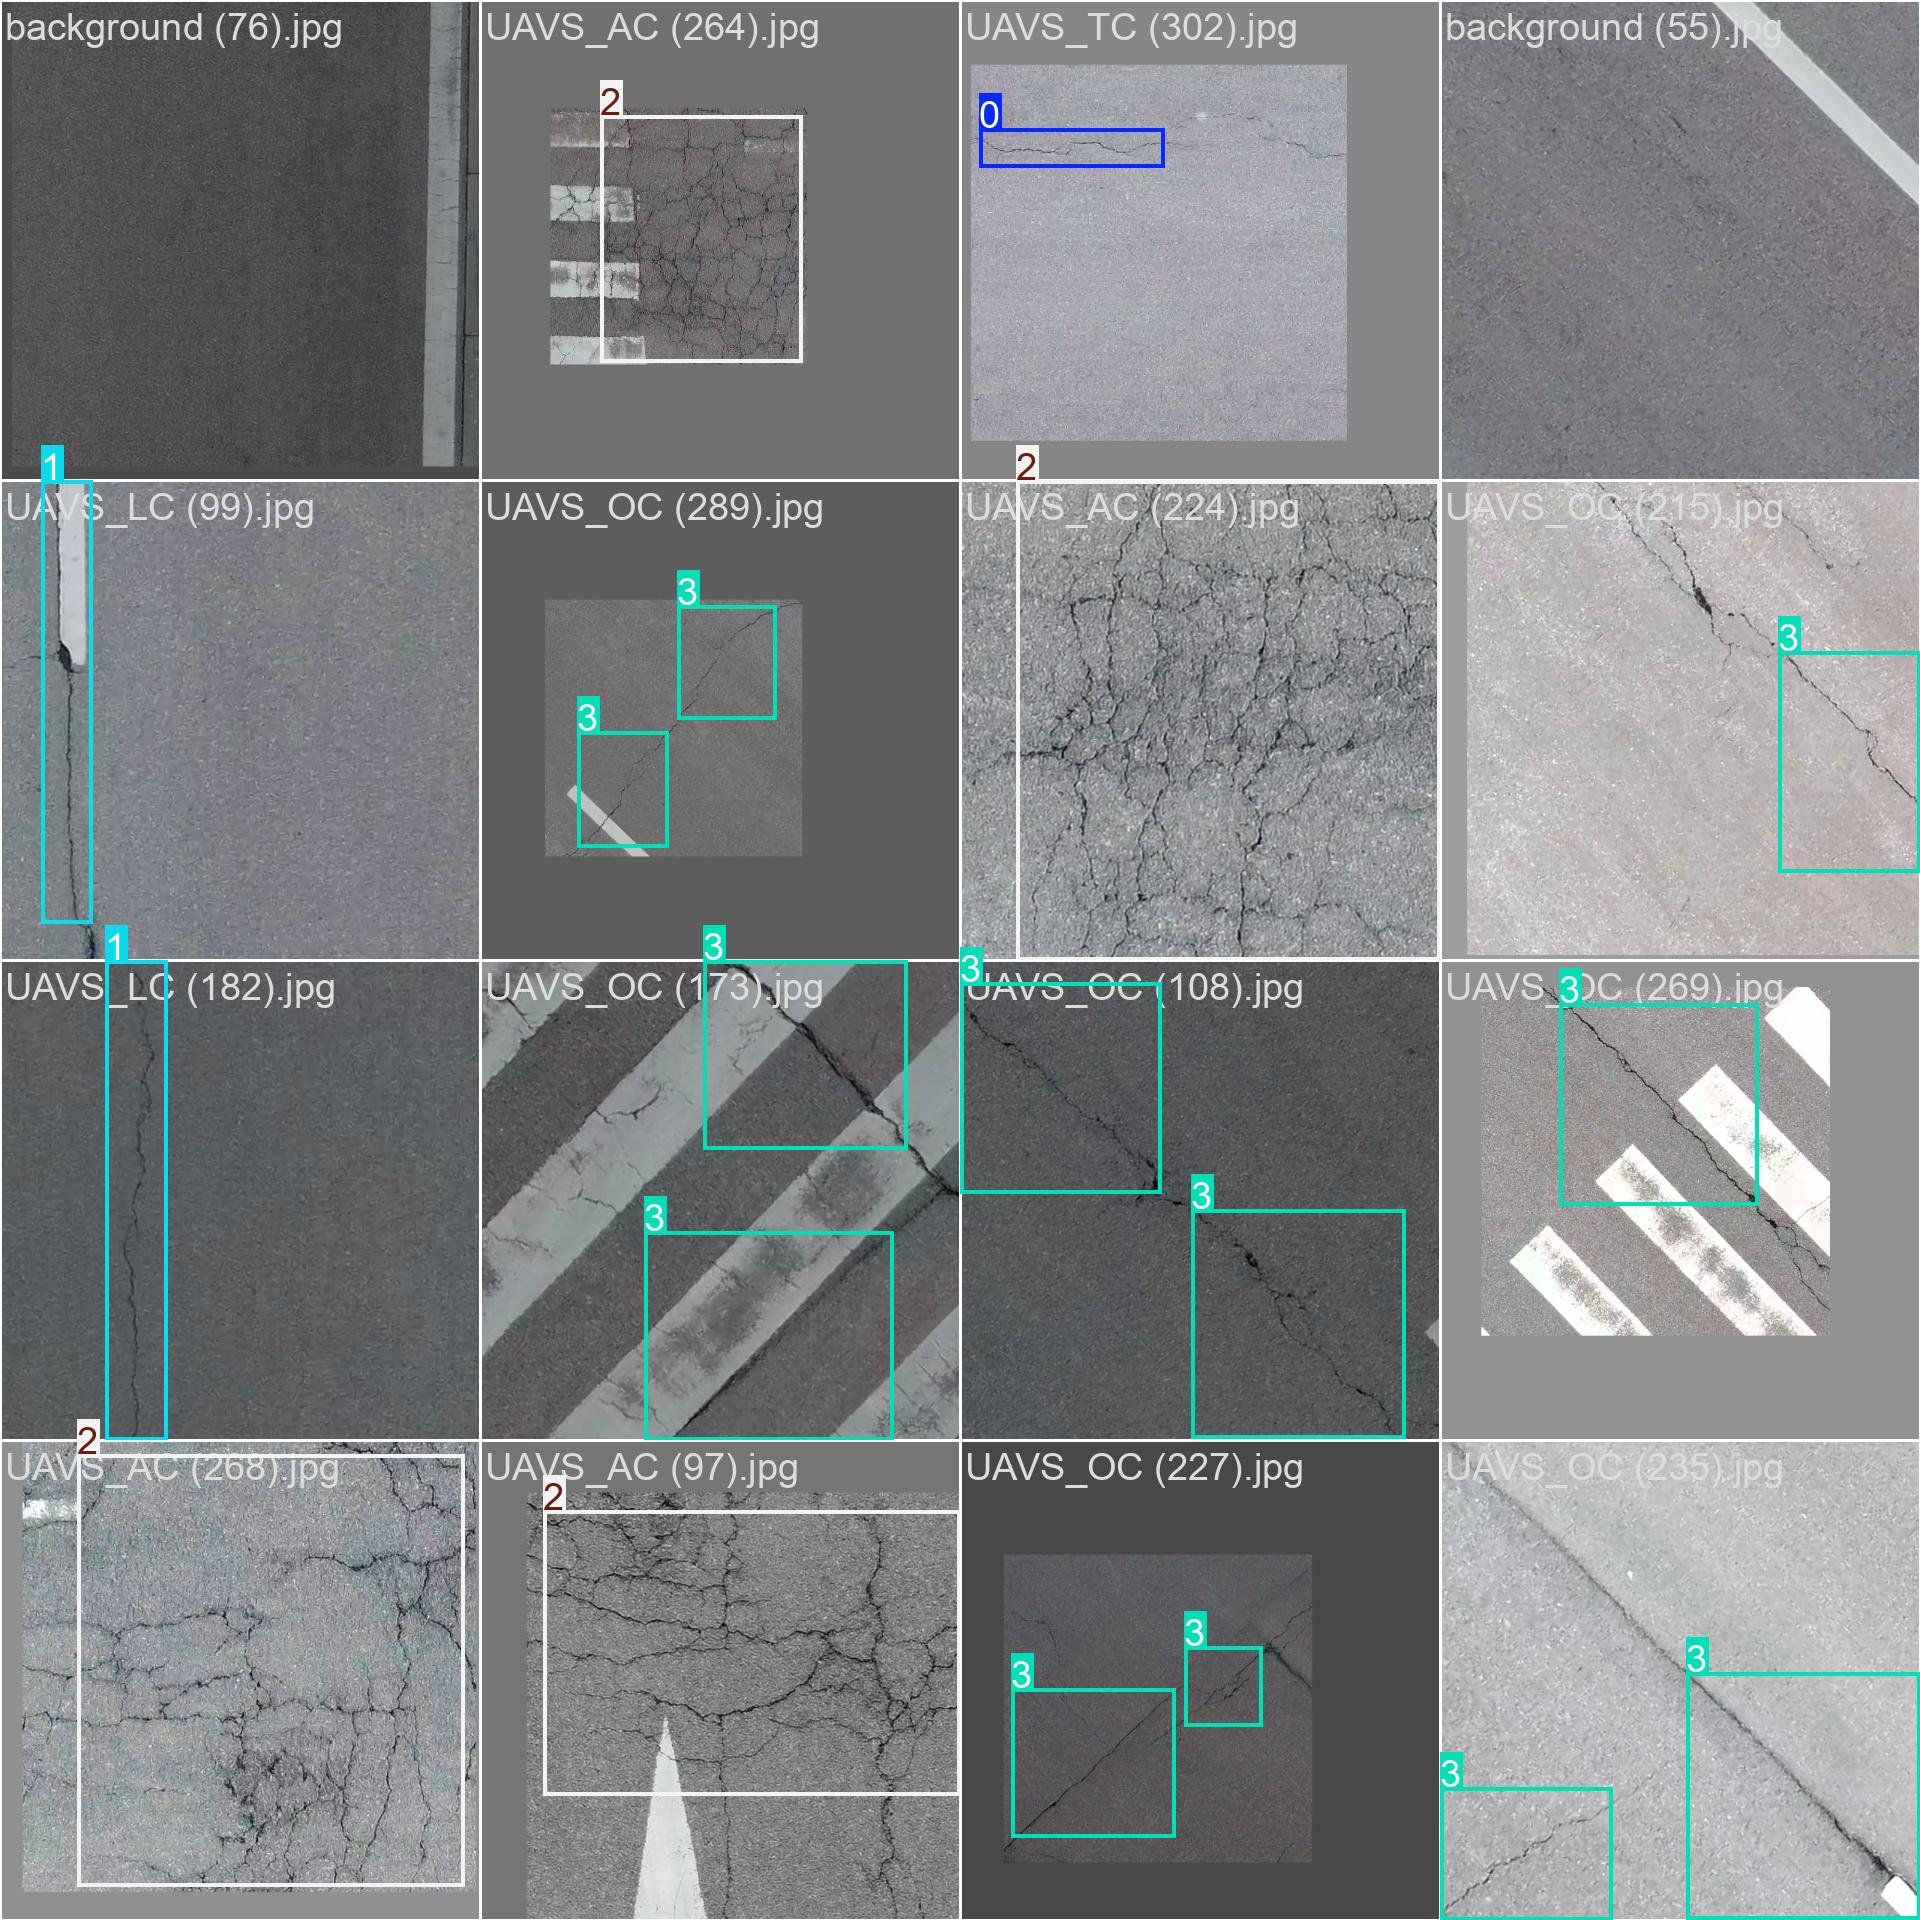 background (76).jpg
UAVS_AC (264).jpg
UAVS_TC (302).jpg
background (55).jpg
2
0
1
2
UAVS_LC (99).jpg
UAVS_OC (289).jpg
UAVS_AC (224).jpg
UAVS_OC (215).jpg
3
3
3
1
3
3
UAVS_LC (182).jpg
UAVS_OC (173).jpg
UAVS_OC (108).jpg
UAVS_OC (269).jpg
3
3
3
2
UAVS_AC (268).jpg
UAVS_AC (97).jpg
UAVS_OC (227).jpg
UAVS_OC (235).jpg
2
3
3
3
3